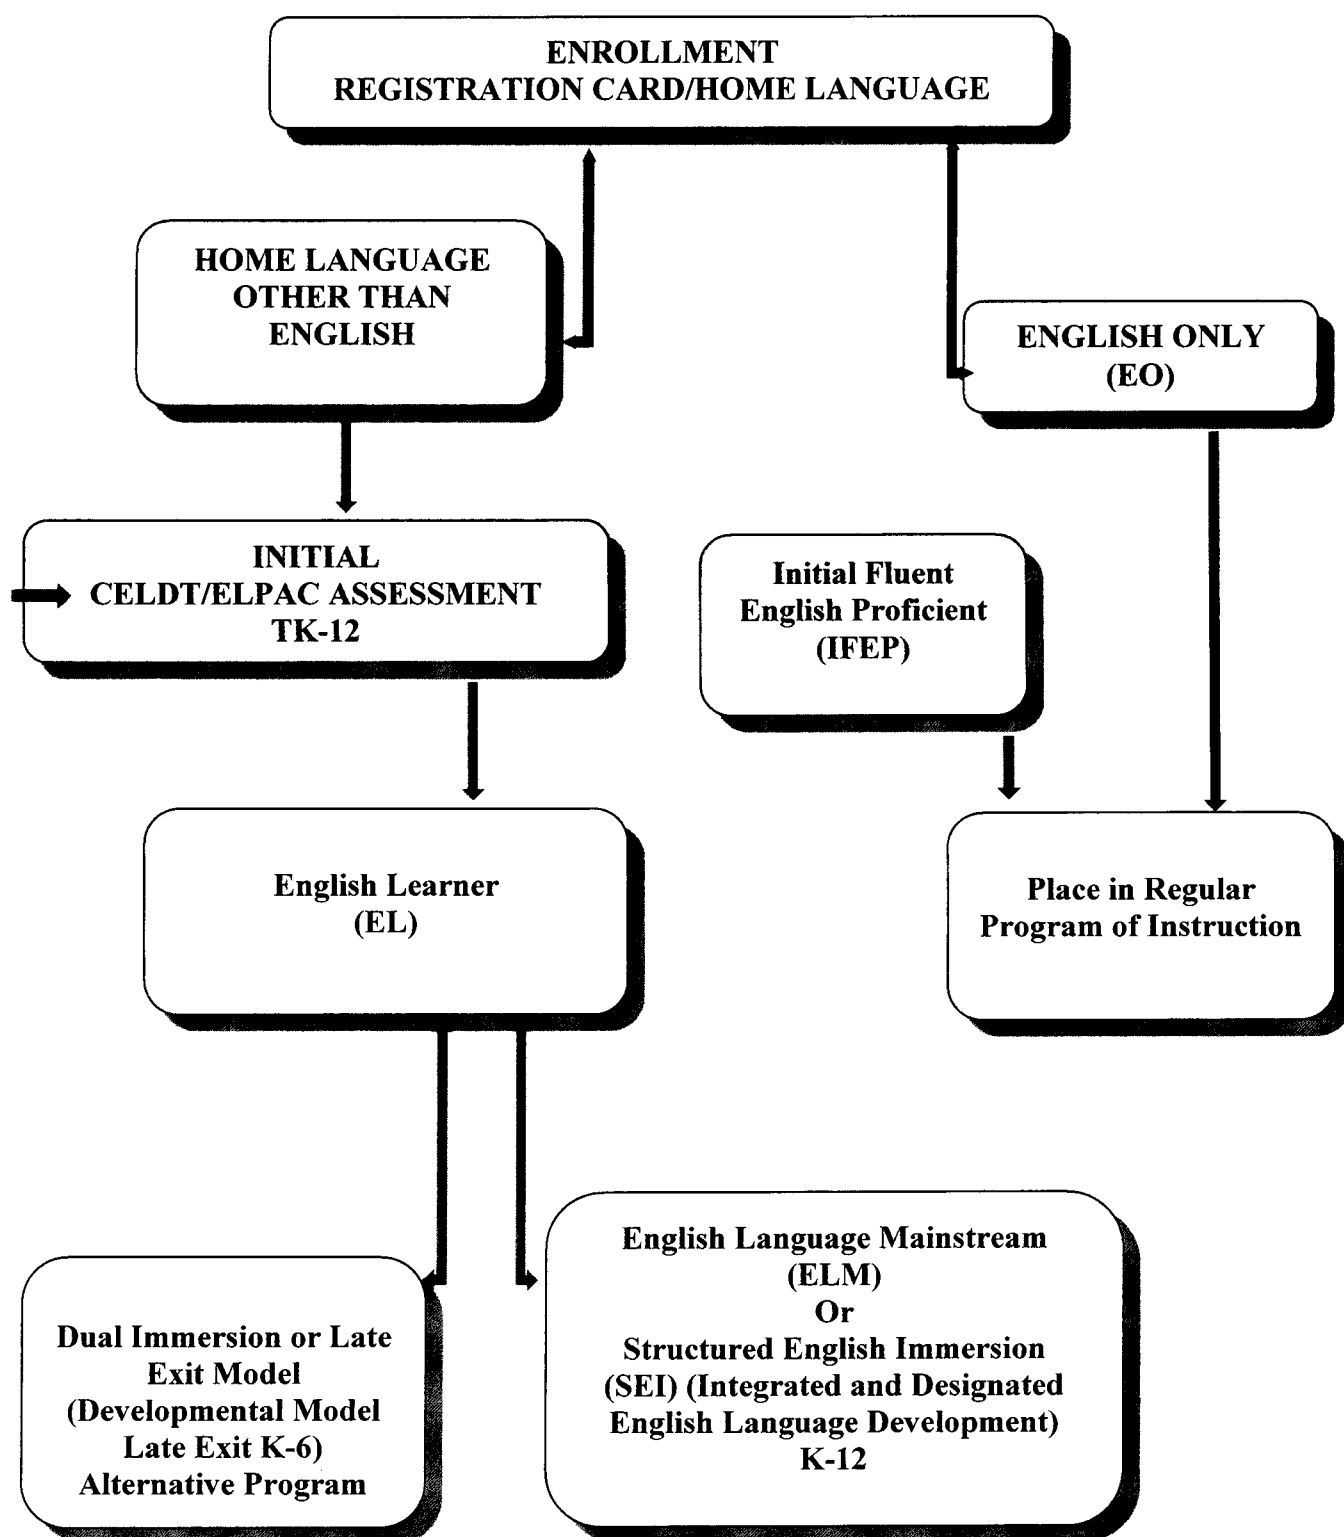 ENROLLMENT
REGISTRATION CARD/HOME LANGUAGE
HOME LANGUAGE
OTHER THAN
ENGLISH
ENGLISH ONLY
(EO)
INITIAL
CELDT/ELPAC ASSESSMENT
TK-12
Initial Fluent
English Proficient
(IFEP)
English Learner
(EL)
Place in Regular
Program of Instruction
Dual Immersion or Late
Exit Model
(Developmental Model
Late Exit K-6)
Alternative Program
English Language Mainstream
(ELM)
Or
Structured English Immersion
(SEI) (Integrated and Designated
English Language Development)
K-12